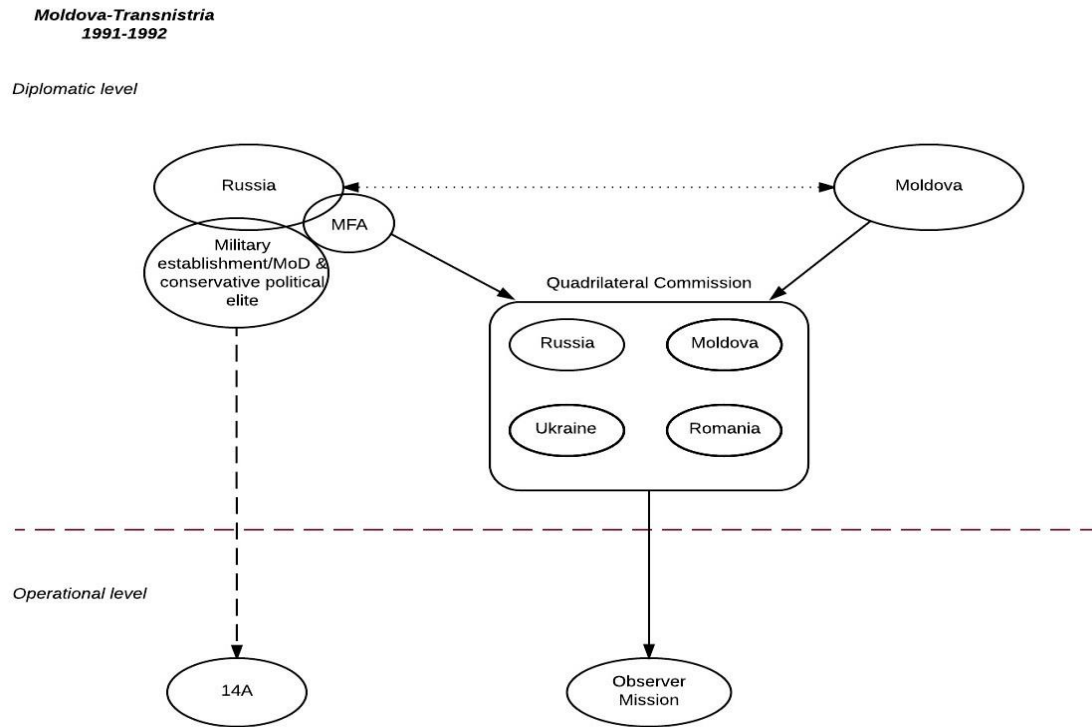 Moldova-Transnistria
1991-1992
Diplomatic level
Russia
Moldova
MFA
Military
establishment/MoD &
conservative political
elite
Quadrilateral Commission
Russia
Moldova
Ukraine
Romania
Operational level
14A
Observer
Mission